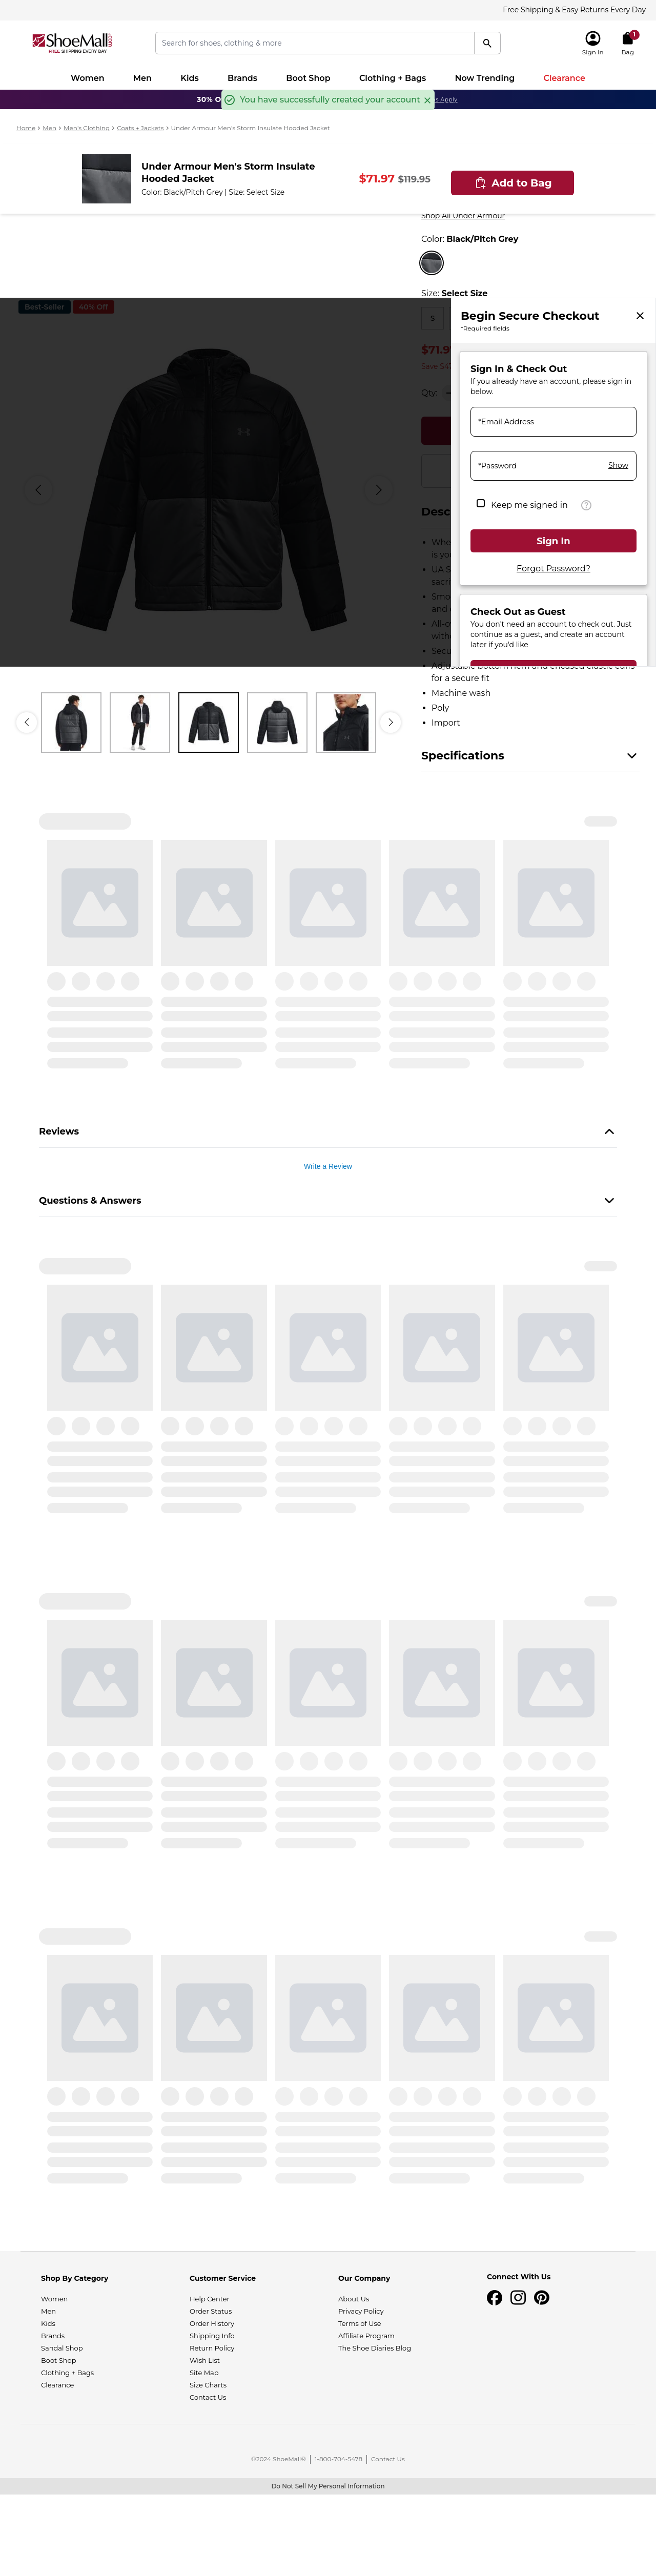 Free Shipping & Easy Returns Every Day
ShoeMall
FREE SHIPPING EVERY DAY
Search for shoes, clothing & more
Sign In
1
Bag
Women
Men
Kids
Brands
Boot Shop
Clothing + Bags
Now Trending
Clearance
30% O
You have successfully created your account
s Apply
Home > Men > Men's Clothing > Coats + Jackets > Under Armour Men's Storm Insulate Hooded Jacket
Under Armour Men's Storm Insulate
Hooded Jacket
Color: Black/Pitch Grey | Size: Select Size
$71.97 $119.95
Add to Bag
Shop All Under Armour
Color: Black/Pitch Grey
Size: Select Size
Best-Seller
40% Off
S
$71.9
Save $4
Qty:
Desc
Whe
is yo
UA S
sacr
Smo
and
All-o
with
Secu
Begin Secure Checkout
*Required fields
Sign In & Check Out
If you already have an account, please sign in
below.
*Email Address
*Password
Show
Keep me signed in
?
Sign In
Forgot Password?
Check Out as Guest
You don't need an account to check out. Just
continue as a guest, and create an account
later if you'd like
Adjustable bottom hem and encased elastic cuffs
for a secure fit
Machine wash
Poly
Import
Specifications
Reviews
Write a Review
Questions & Answers
Shop By Category
Women
Men
Kids
Brands
Sandal Shop
Boot Shop
Clothing + Bags
Clearance
Customer Service
Help Center
Order Status
Order History
Shipping Info
Return Policy
Wish List
Site Map
Size Charts
Contact Us
Our Company
About Us
Privacy Policy
Terms of Use
Affiliate Program
The Shoe Diaries Blog
Connect With Us
©2024 ShoeMall® | 1-800-704-5478 | Contact Us
Do Not Sell My Personal Information